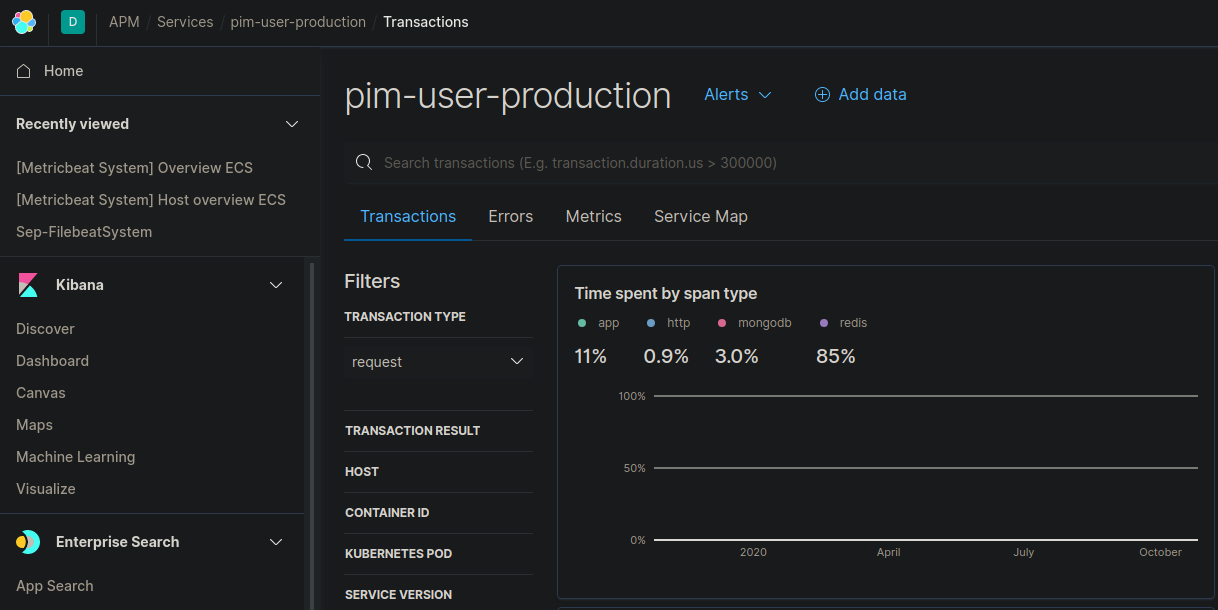 D APM / Services / pim-user-production / Transactions
Home
Recently viewed
[Metricbeat System] Overview ECS
[Metricbeat System] Host overview ECS
Sep-FilebeatSystem
Kibana
Discover
Dashboard
Canvas
Maps
Machine Learning
Visualize
Enterprise Search
App Search
pim-user-production Alerts Add data
Search transactions (E.g. transaction.duration.us > 300000)
Transactions Errors Metrics Service Map
Filters
TRANSACTION TYPE
request
TRANSACTION RESULT
HOST
CONTAINER ID
KUBERNETES POD
SERVICE VERSION
Time spent by span type
app http mongodb redis
11% 0.9% 3.0% 85%
100%
50%
0%
2020 April July October